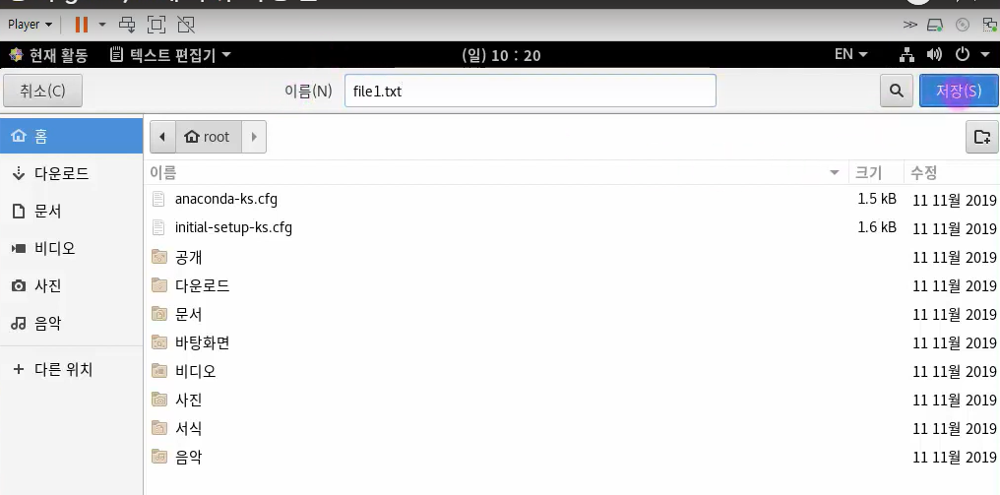 Player
현재 활동 텍스트 편집기 (일) 10 : 20 EN
취소(C) 이름(N) file1.txt 저장(S)
홈 root
다운로드 이름 크기 수정
anaconda-ks.cfg 1.5 kB 11 11월 2019
문서 initial-setup-ks.cfg 1.6 kB 11 11월 2019
비디오 공개 11 11월 2019
사진 다운로드 11 11월 2019
음악 문서 11 11월 2019
바탕화면 11 11월 2019
다른 위치 비디오 11 11월 2019
사진 11 11월 2019
서식 11 11월 2019
음악 11 11월 2019